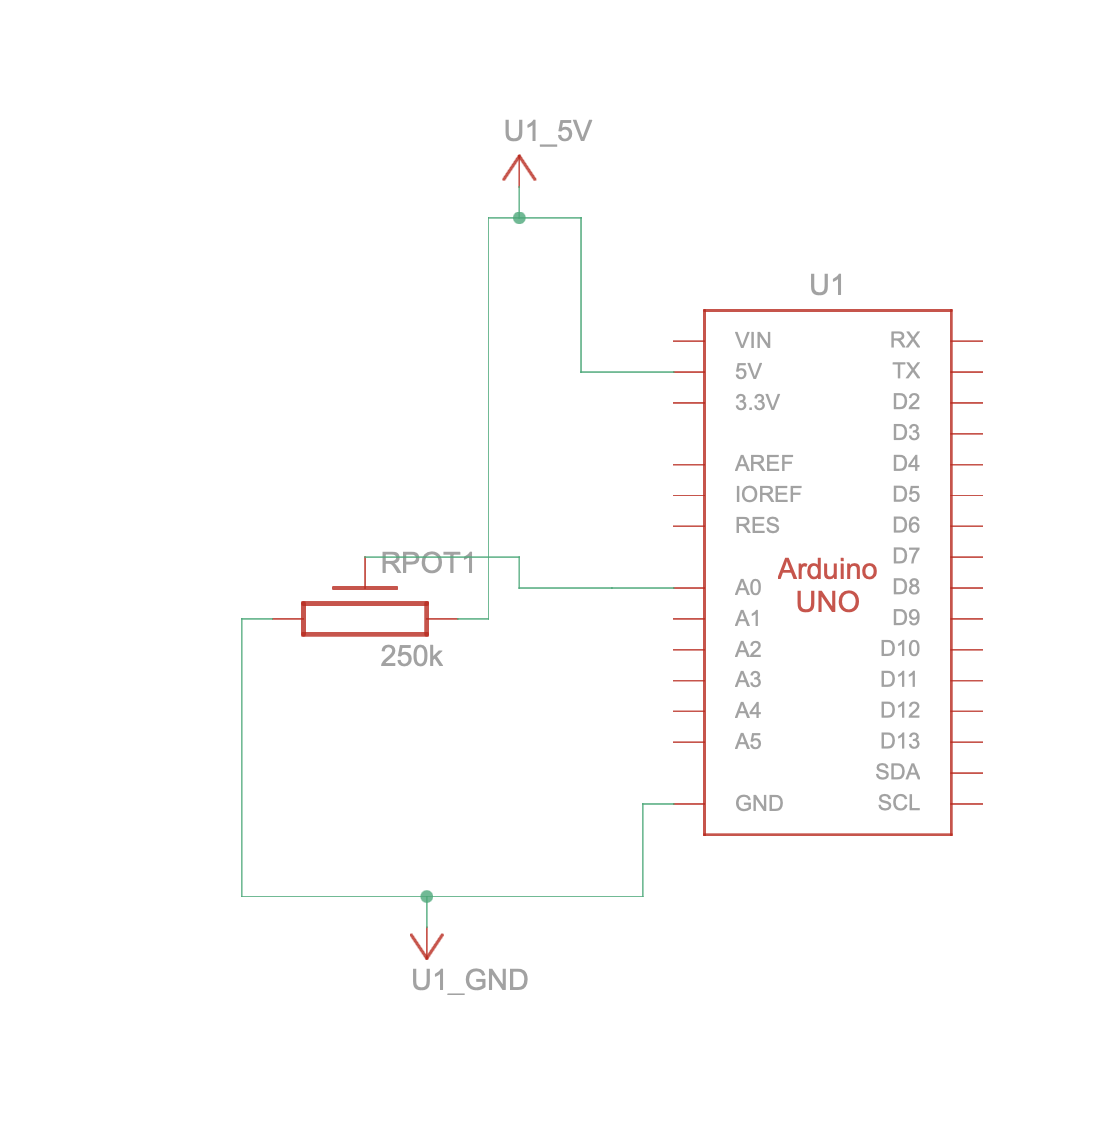 U1_5V
U1
VIN RX
5V TX
3.3V D2
D3
AREF D4
IOREF D5
RES D6
D7
Arduino
UNO
RPOT1
A0 D8
A1 D9
250k
A2 D10
A3 D11
A4 D12
A5 D13
SDA
GND SCL
U1_GND